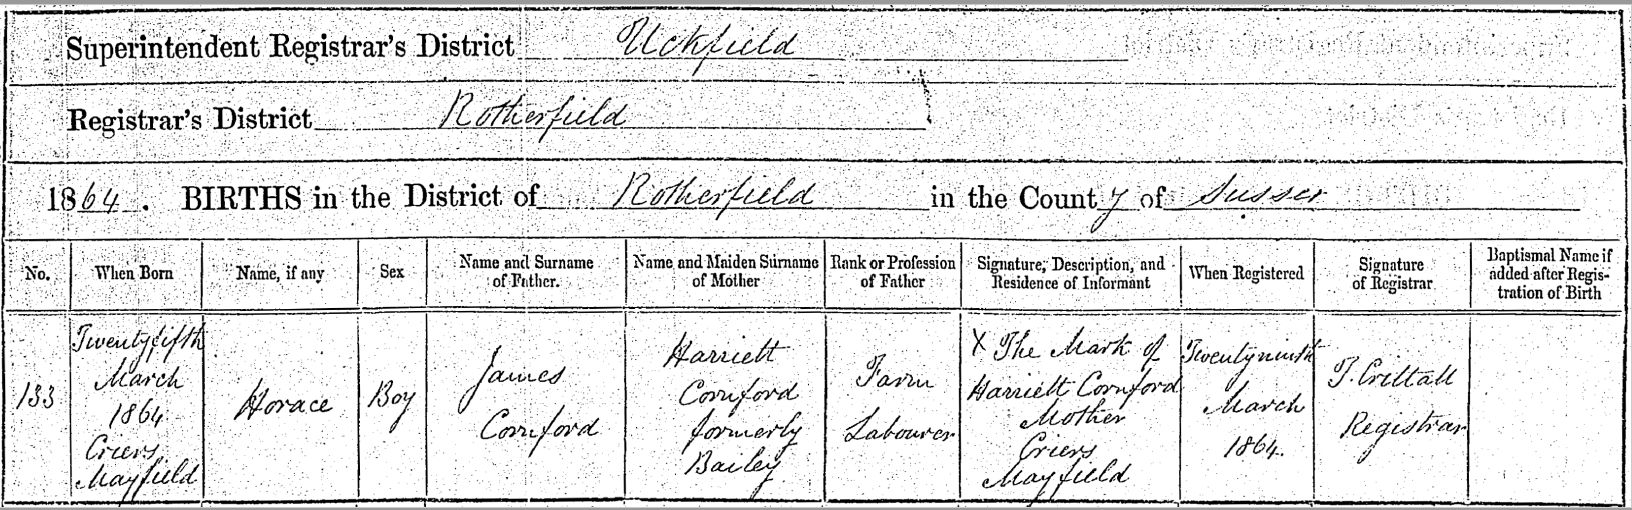 Superintendent Registrar's District Uckfield
Registrar's District Rotherfield
1864. BIRTHS in the District of Rotherfield in the County of Sussex
No.
When Born
Name, if any
Sex
Name and Surname
of Father.
Name and Maiden Surname
of Mother
Rank or Profession
of Father
Signature, Description, and
Residence of Informant
When Registered
Signature
of Registrar
Baptismal Name if
added after Regis-
tration of Birth
133
Twentyfifth
March
1864
Criers
Mayfield
Horace
Boy
James
Cornford
Harriett
Cornford
formerly
Bailey
Farm
Labourer
X The Mark of
Harriett Cornford
Mother
Criers
Mayfield
Twentyninth
March
1864.
T. Crittall
Registrar